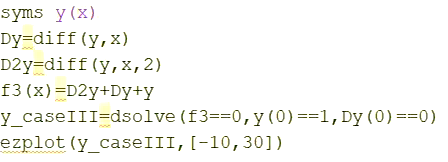 syms y(x)
Dy=diff(y,x)
D2y=diff(y,x,2)
f3(x)=D2y+Dy+y
y_caseIII=dsolve(f3==0,y(0)==1,Dy(0)==0)
ezplot(y_caseIII,[-10,30])